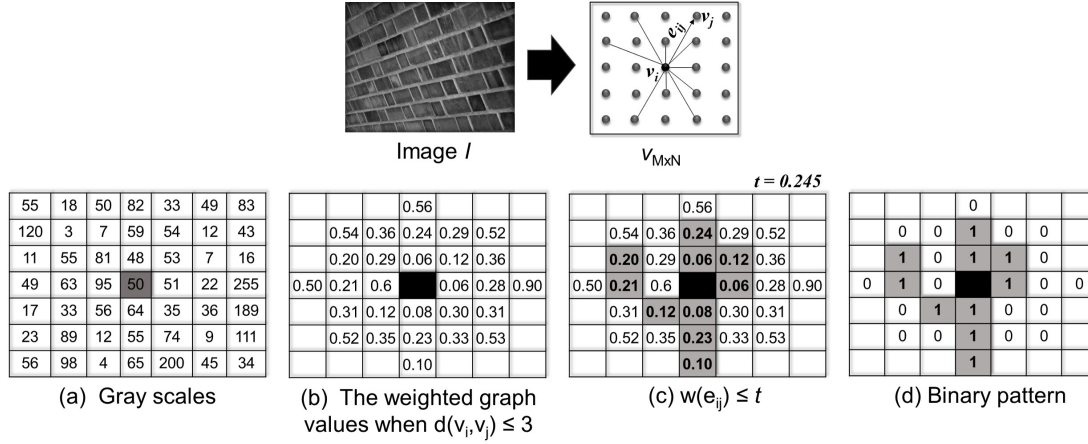 e_ij v_j
v_i
Image I
v_MxN
t = 0.245
55 18 50 82 33 49 83
120 3 7 59 54 12 43
11 55 81 48 53 7 16
49 63 95 50 51 22 255
17 33 56 64 35 36 189
23 89 12 55 74 9 111
56 98 4 65 200 45 34
(a) Gray scales
0.56
0.54 0.36 0.24 0.29 0.52
0.20 0.29 0.06 0.12 0.36
0.50 0.21 0.6 0.06 0.28 0.90
0.31 0.12 0.08 0.30 0.31
0.52 0.35 0.23 0.33 0.53
0.10
(b) The weighted graph
values when d(v_i,v_j) ≤ 3
0.56
0.54 0.36 0.24 0.29 0.52
0.20 0.29 0.06 0.12 0.36
0.50 0.21 0.6 0.06 0.28 0.90
0.31 0.12 0.08 0.30 0.31
0.52 0.35 0.23 0.33 0.53
0.10
(c) w(e_ij) ≤ t
0
0 0 1 0 0
1 0 1 1 0
0 1 0 1 0 0
0 1 1 0 0
0 0 1 0 0
1
(d) Binary pattern